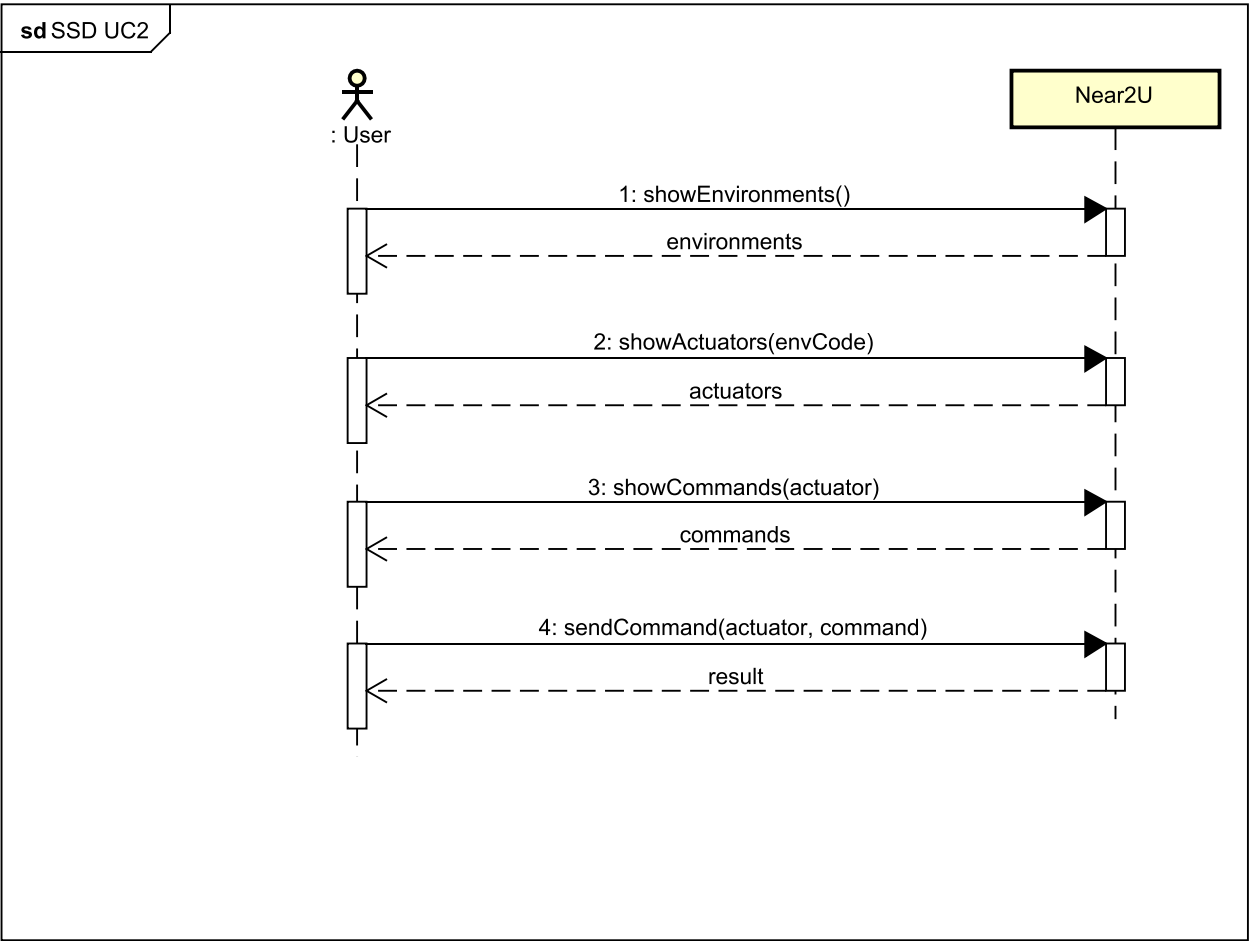 sd SSD UC2
Near2U
: User
1: showEnvironments()
environments
2: showActuators(envCode)
actuators
3: showCommands(actuator)
commands
4: sendCommand(actuator, command)
result